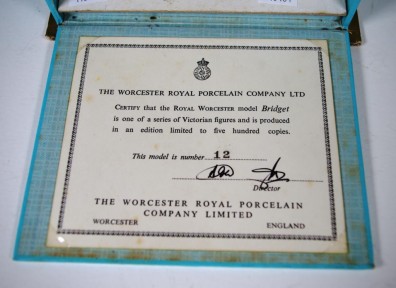 THE WORCESTER ROYAL PORCELAIN COMPANY LTD
CERTIFY that the ROYAL WORCESTER model Bridget
is one of a series of Victorian figures and is produced
in an edition limited to five hundred copies.
This model is number 12
Director
THE WORCESTER ROYAL PORCELAIN
COMPANY LIMITED
WORCESTER ENGLAND